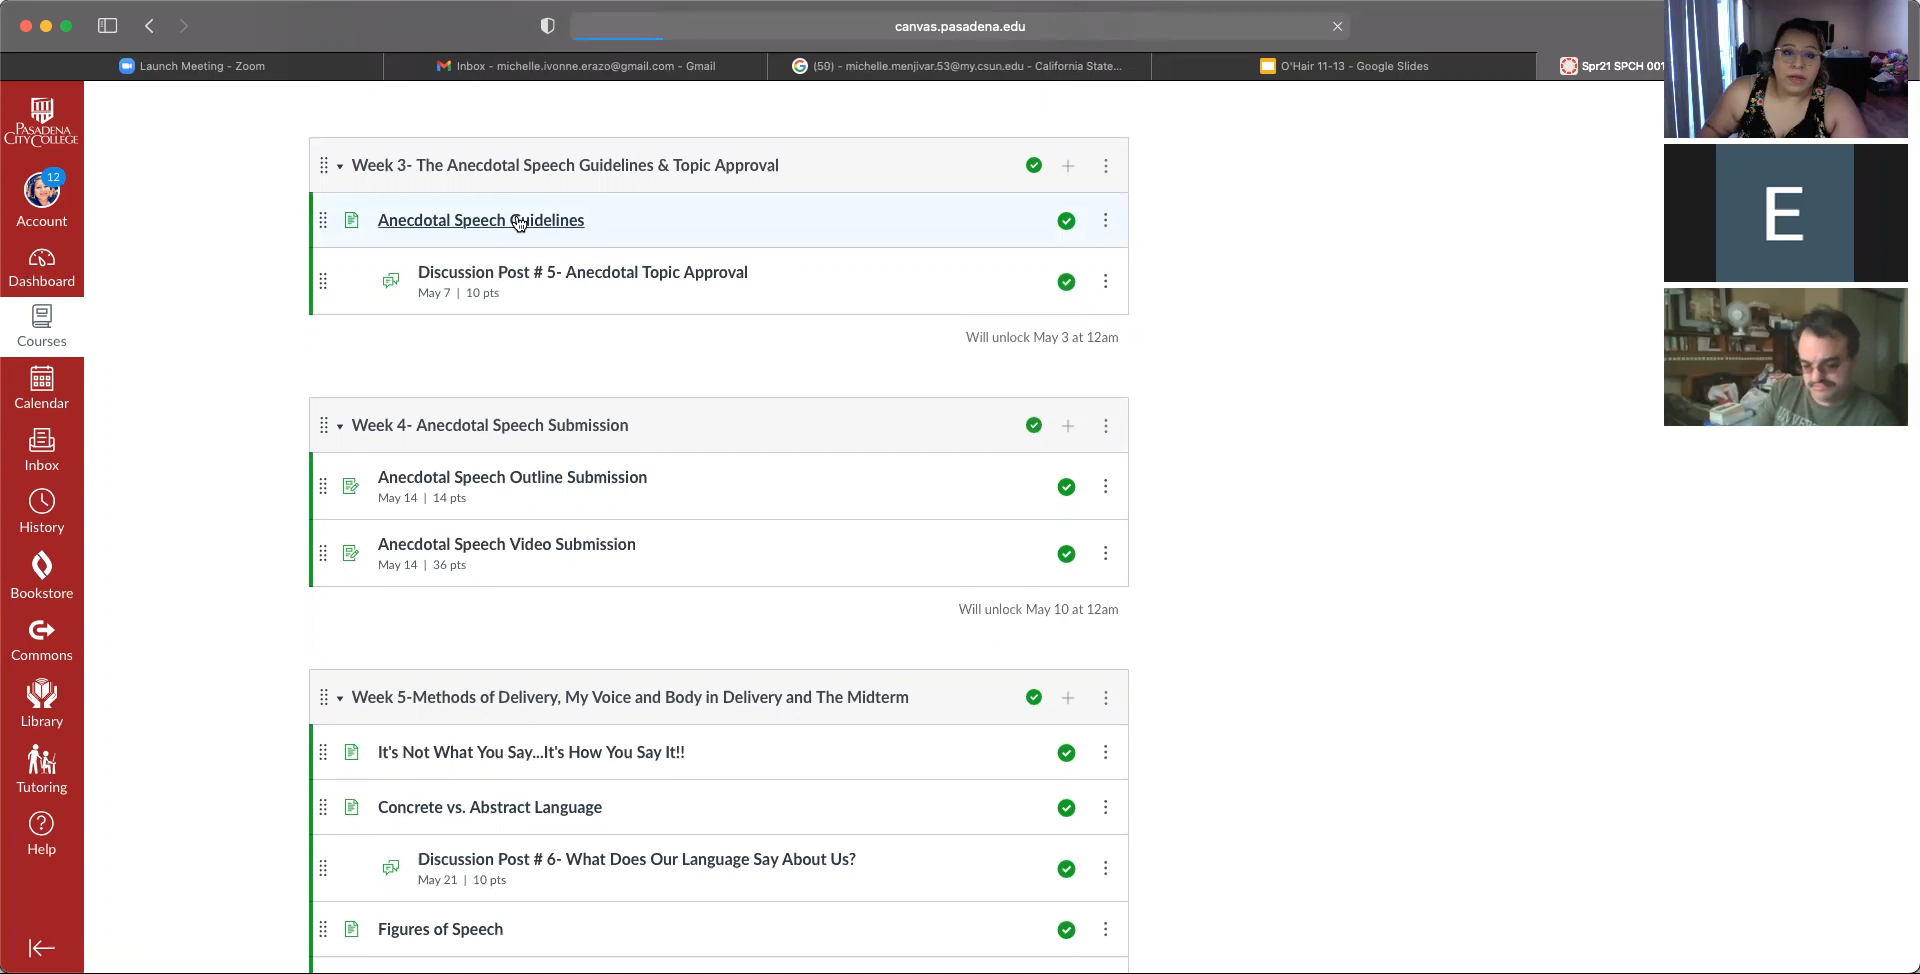 canvas.pasadena.edu
Launch Meeting - Zoom
Inbox - michelle.ivonne.erazo@gmail.com - Gmail
(50) - michelle.menjivar.53@my.csun.edu - California State...
O'Hair 11-13 - Google Slides
Spr21 SPCH 001
PASADENA
CITY COLLEGE
12
Account
Dashboard
Courses
Calendar
Inbox
History
Bookstore
Commons
Library
Tutoring
Help
Week 3- The Anecdotal Speech Guidelines & Topic Approval
Anecdotal Speech Guidelines
Discussion Post # 5- Anecdotal Topic Approval
May 7 | 10 pts
Will unlock May 3 at 12am
Week 4- Anecdotal Speech Submission
Anecdotal Speech Outline Submission
May 14 | 14 pts
Anecdotal Speech Video Submission
May 14 | 36 pts
Will unlock May 10 at 12am
Week 5-Methods of Delivery, My Voice and Body in Delivery and The Midterm
It's Not What You Say...It's How You Say It!!
Concrete vs. Abstract Language
Discussion Post # 6- What Does Our Language Say About Us?
May 21 | 10 pts
Figures of Speech
E